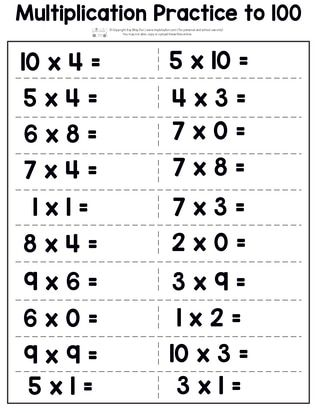 Multiplication Practice to 100
10 x 4 = 5 x 10 =
5 x 4 = 4 x 3 =
6 x 8 = 7 x 0 =
7 x 4 = 7 x 8 =
1 x 1 = 7 x 3 =
8 x 4 = 2 x 0 =
9 x 6 = 3 x 9 =
6 x 0 = 1 x 2 =
9 x 9 = 10 x 3 =
5 x 1 = 3 x 1 =